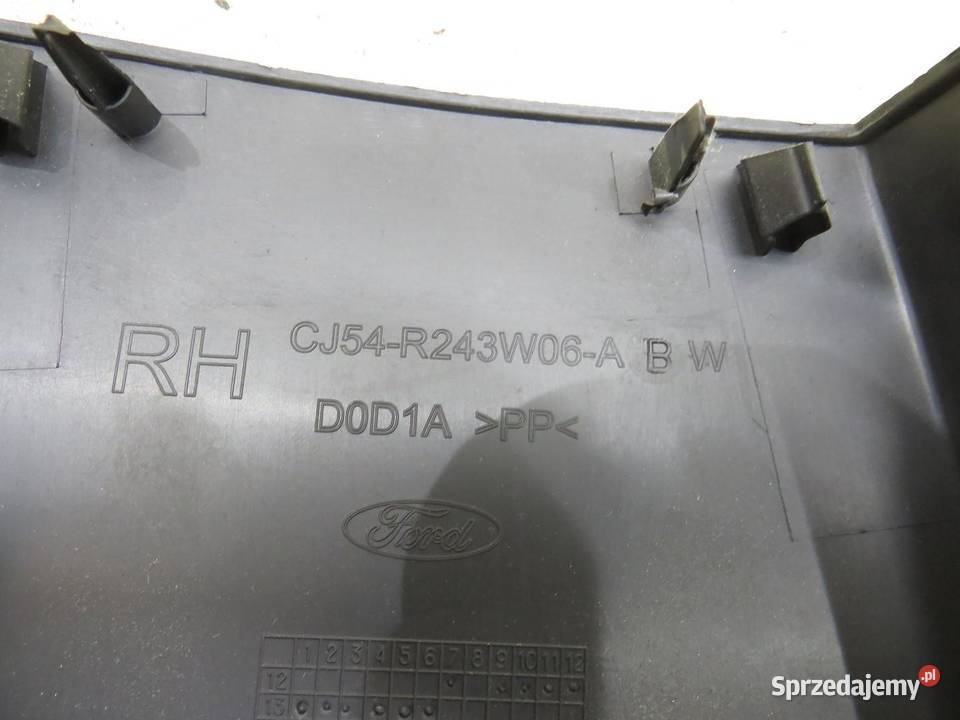 RH
CJ54-R243W06-A B W
D0D1A >PP<
Ford
1 2 3 4 5 6 7 8 9 10 11 12
12
13
Sprzedajemy.pl